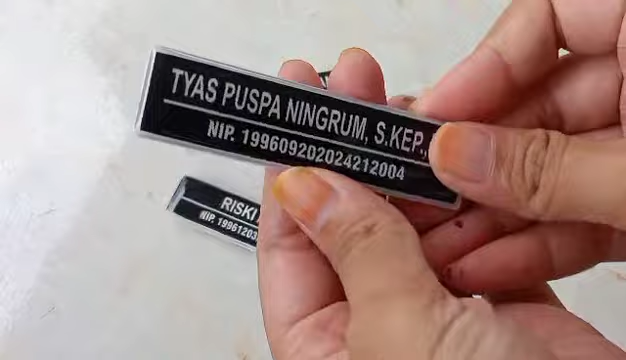 TYAS PUSPA NINGRUM, S.KEP.,
NIP. 199609202024212004
RISKI
NIP. 1996120